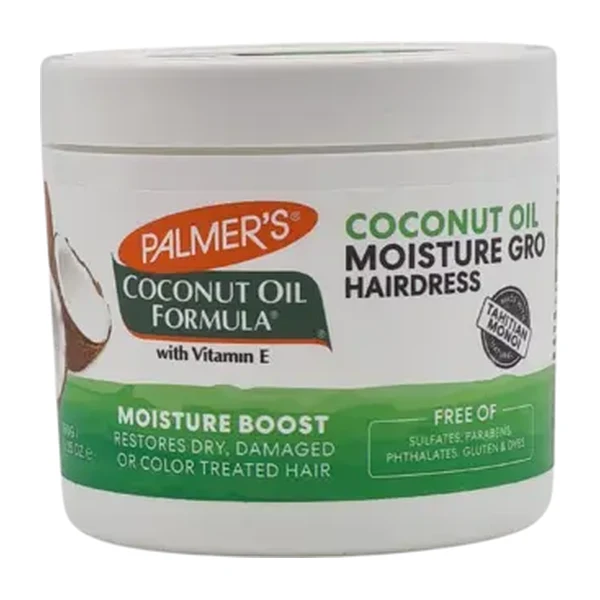 PALMER'S®
COCONUT OIL
FORMULA®
with Vitamin E
COCONUT OIL
MOISTURE GRO
HAIRDRESS
TAHITIAN
MONOI
MOISTURE BOOST
RESTORES DRY, DAMAGED
OR COLOR TREATED HAIR
FREE OF
SULFATES, PARABENS,
PHTHALATES, GLUTEN & DYES